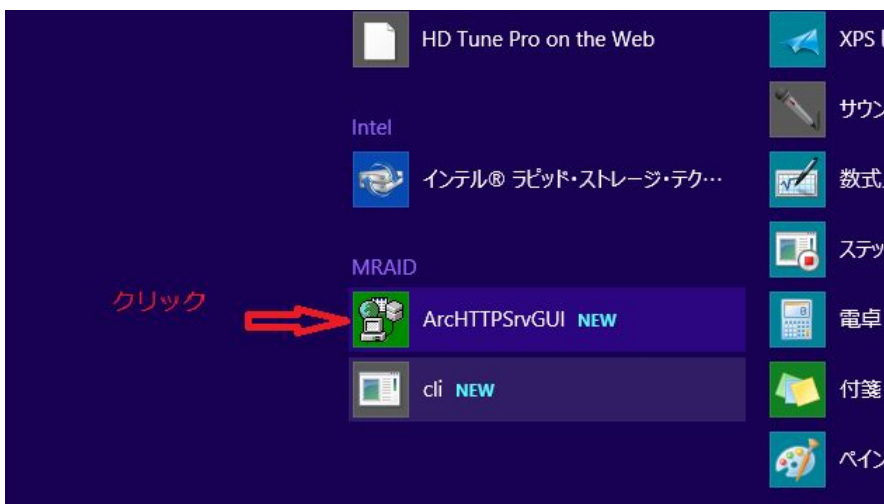 HD Tune Pro on the Web
Intel
インテル® ラピッド・ストレージ・テク…
MRAID
クリック
ArcHTTPSrvGUI NEW
cli NEW
XPS
サウン
数式
ステッ
電卓
付箋
ペイン